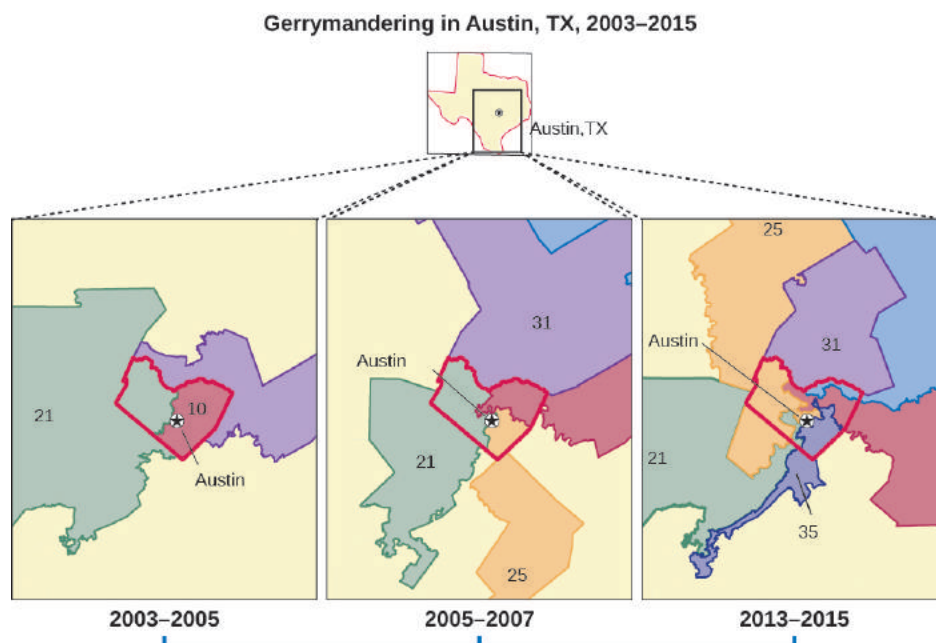 Gerrymandering in Austin, TX, 2003–2015
Austin,TX
21
10
Austin
2003–2005
31
Austin
21
25
2005–2007
25
Austin
31
21
35
2013–2015